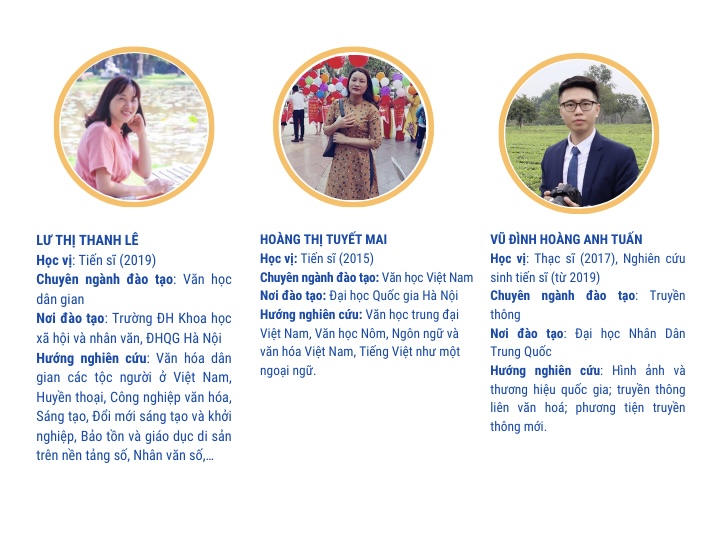 LƯ THỊ THANH LÊ
Học vị: Tiến sĩ (2019)
Chuyên ngành đào tạo: Văn học
dân gian
Nơi đào tạo: Trường ĐH Khoa học
xã hội và nhân văn, ĐHQG Hà Nội
Hướng nghiên cứu: Văn hóa dân
gian các tộc người ở Việt Nam,
Huyền thoại, Công nghiệp văn hóa,
Sáng tạo, Đổi mới sáng tạo và khởi
nghiệp, Bảo tồn và giáo dục di sản
trên nền tảng số, Nhân văn số,...
HOÀNG THỊ TUYẾT MAI
Học vị: Tiến sĩ (2015)
Chuyên ngành đào tạo: Văn học Việt Nam
Nơi đào tạo: Đại học Quốc gia Hà Nội
Hướng nghiên cứu: Văn học trung đại
Việt Nam, Văn học Nôm, Ngôn ngữ và
văn hóa Việt Nam, Tiếng Việt như một
ngoại ngữ.
VŨ ĐÌNH HOÀNG ANH TUẤN
Học vị: Thạc sĩ (2017), Nghiên cứu
sinh tiến sĩ (từ 2019)
Chuyên ngành đào tạo: Truyền
thông
Nơi đào tạo: Đại học Nhân Dân
Trung Quốc
Hướng nghiên cứu: Hình ảnh và
thương hiệu quốc gia; truyền thông
liên văn hoá; phương tiện truyền
thông mới.